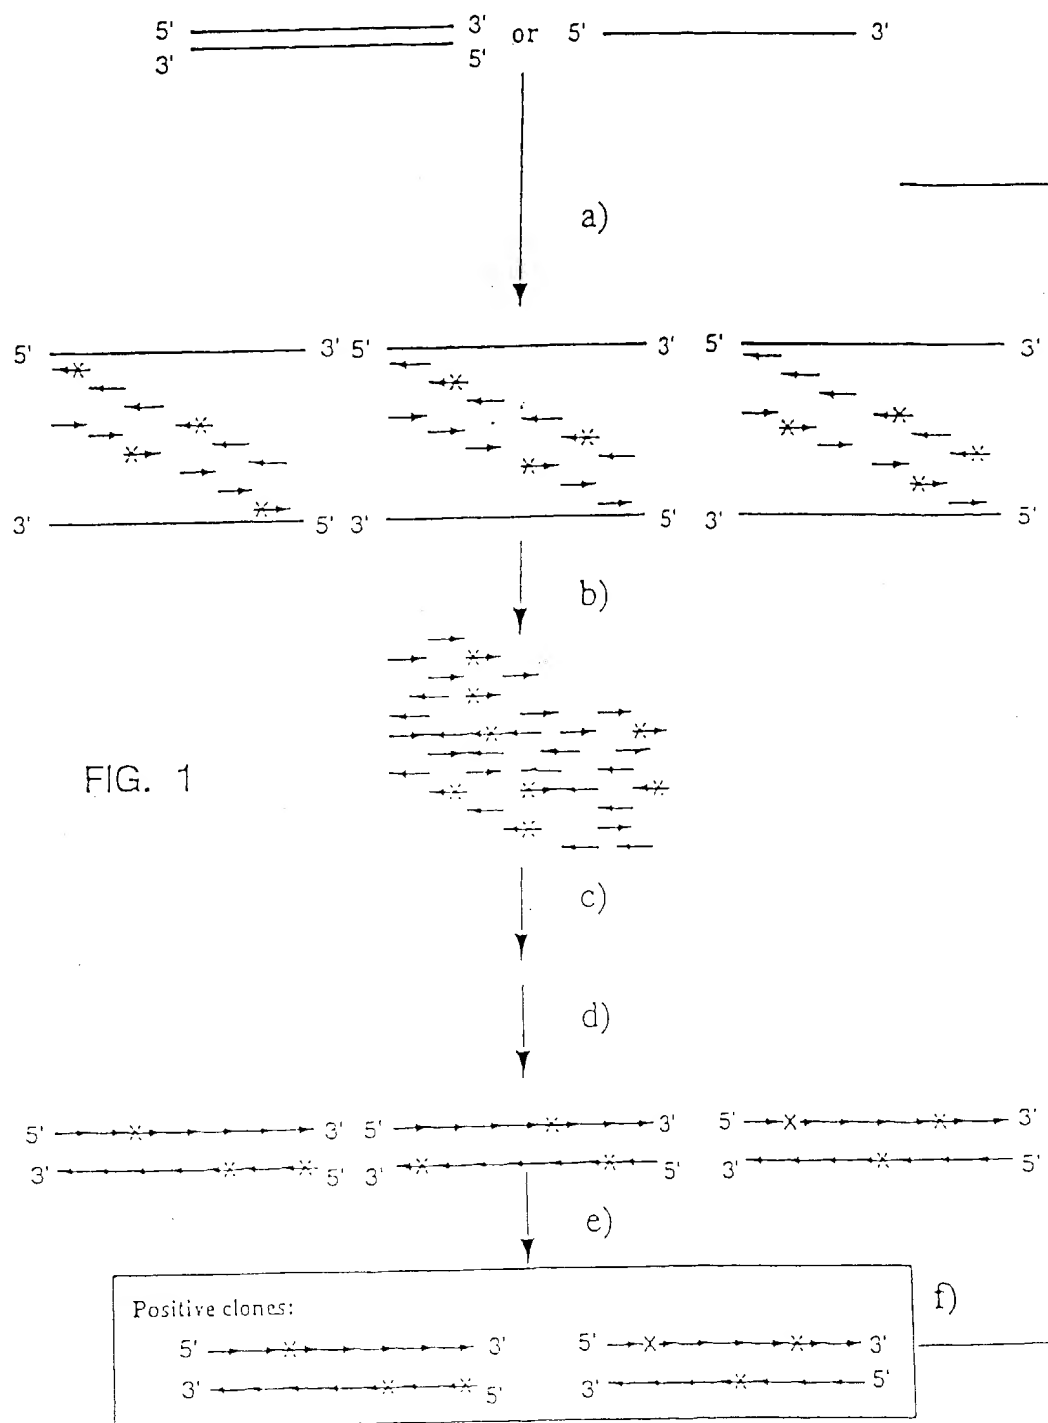 5' 3' or 5' 3'
3' 5'
a)
5' 3' 5' 3' 5' 3'
3' 5' 3' 5' 3' 5'
b)
FIG. 1
c)
d)
5' 3' 5' 3' 5' 3'
3' 5' 3' 5' 3' 5'
e)
f)
Positive clones:
5' 3' 5' 3'
3' 5' 3' 5'